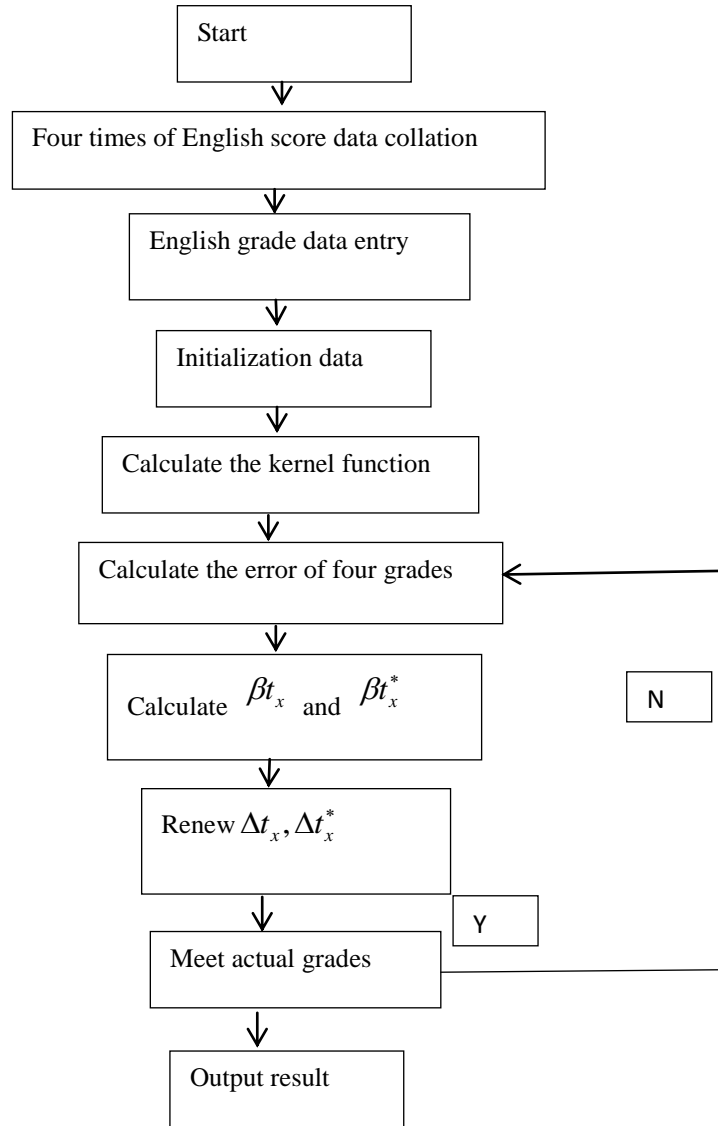 Start
Four times of English score data collation
English grade data entry
Initialization data
Calculate the kernel function
Calculate the error of four grades
Calculate βt_x and βt_x^*
N
Renew Δt_x, Δt_x^*
Y
Meet actual grades
Output result